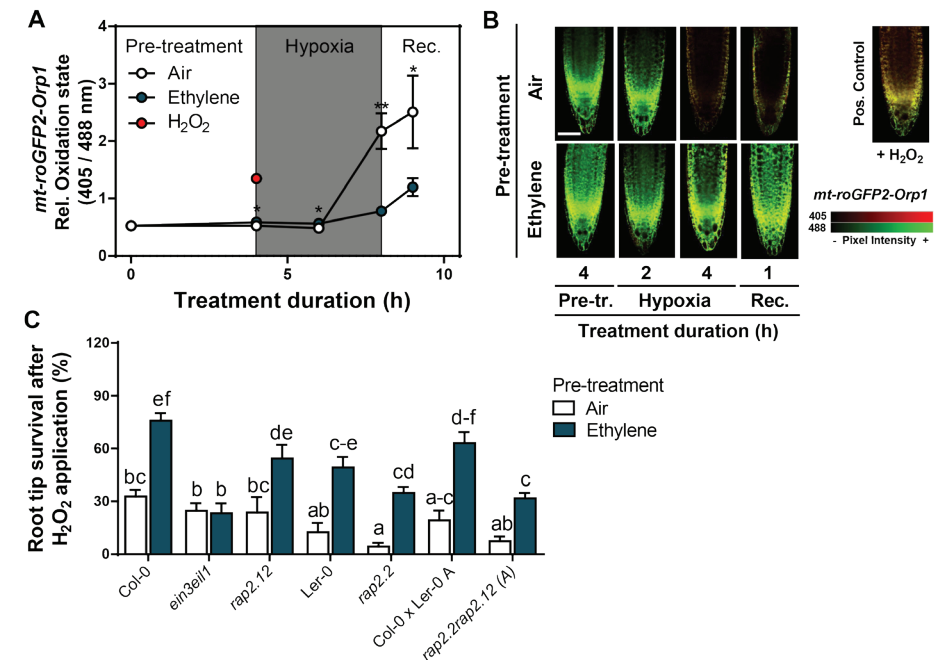 A
mt-roGFP2-Orp1
Rel. Oxidation state
(405 / 488 nm)
4
3
2
1
0
Pre-treatment
Air
Ethylene
H₂O₂
Hypoxia
Rec.
*
*
**
*
0
5
10
Treatment duration (h)
B
Pre-treatment
Air
Ethylene
4
2
4
1
Pre-tr.
Hypoxia
Rec.
Treatment duration (h)
Pos. Control
+ H₂O₂
mt-roGFP2-Orp1
405
488
- Pixel Intensity +
C
Root tip survival after
H₂O₂ application (%)
120
90
60
30
0
bc
ef
b
b
bc
de
ab
c-e
a
cd
a-c
d-f
ab
c
Col-0
ein3eil1
rap2.12
Ler-0
rap2.2
Col-0 x Ler-0 A
rap2.2rap2.12 (A)
Pre-treatment
Air
Ethylene